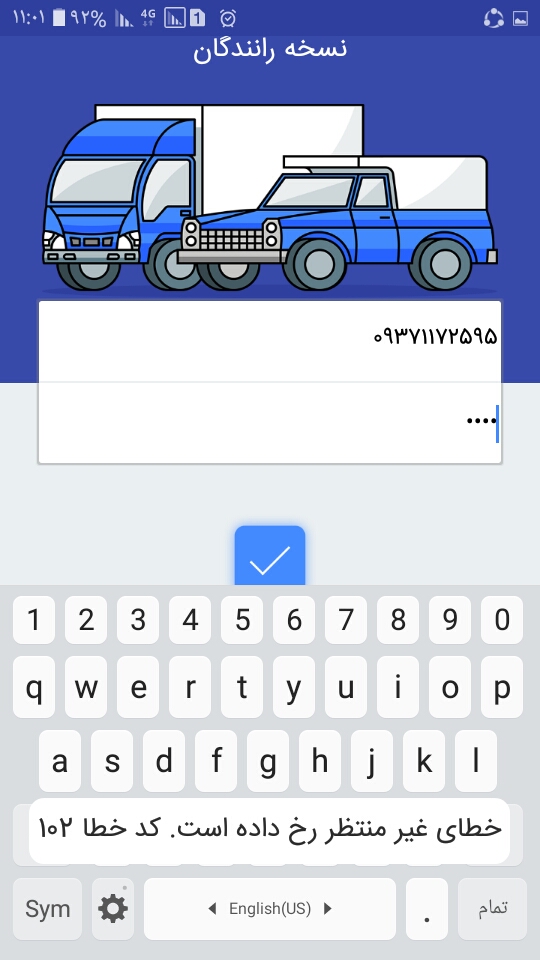 ۱۱:۰۱ ۹۲% 4G 1
نسخه رانندگان
۰۹۳۷۱۱۷۲۵۹۵
••••
1 2 3 4 5 6 7 8 9 0
q w e r t y u i o p
a s d f g h j k l
خطای غیر منتظر رخ داده است. کد خطا ۱۰۲
Sym English(US) . تمام